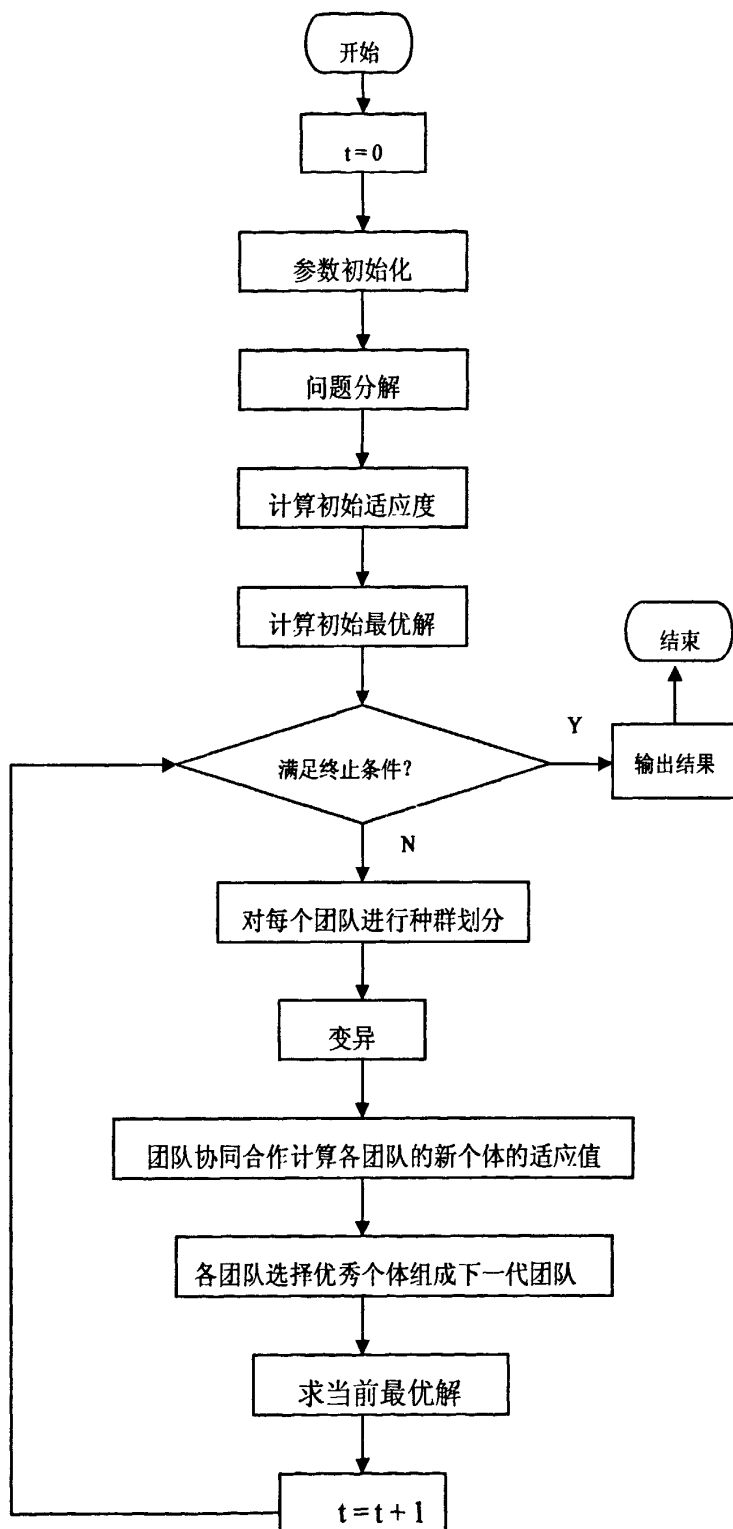 开始
t=0
参数初始化
问题分解
计算初始适应度
计算初始最优解
结束
满足终止条件?
Y
输出结果
N
对每个团队进行种群划分
变异
团队协同合作计算各团队的新个体的适应值
各团队选择优秀个体组成下一代团队
求当前最优解
t=t+1